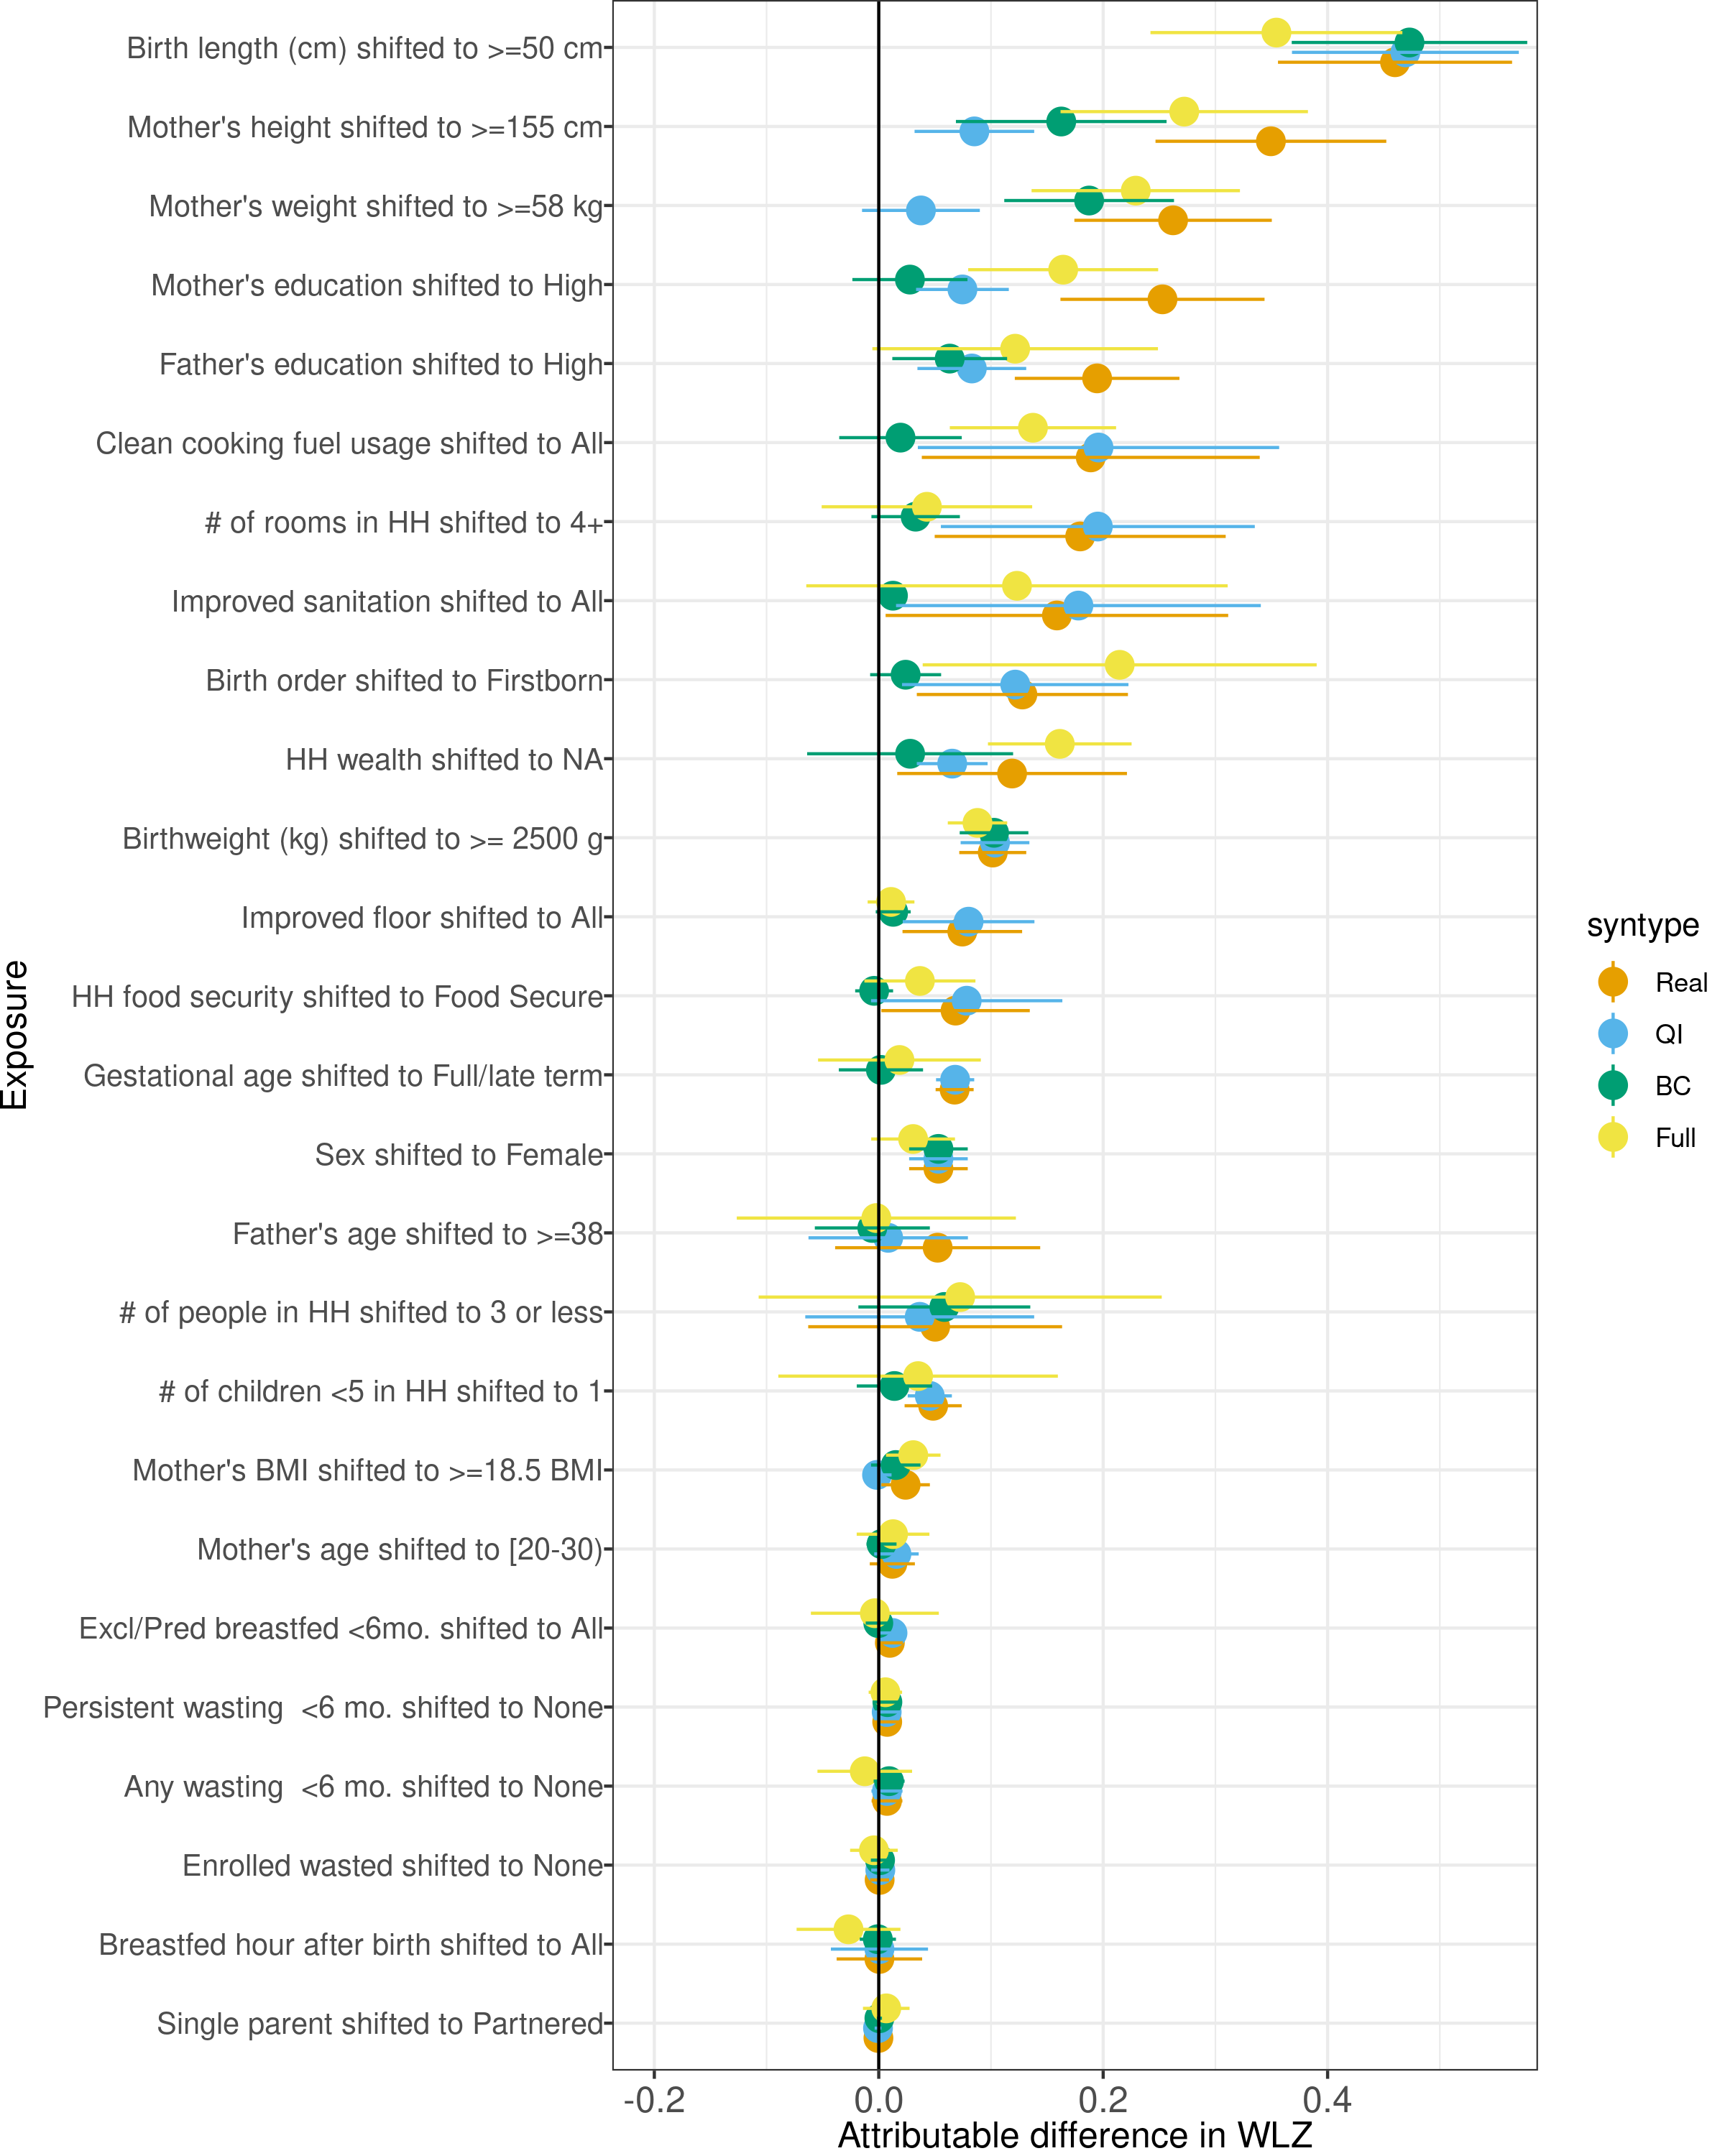 Birth length (cm) shifted to >=50 cm
Mother's height shifted to >=155 cm
Mother's weight shifted to >=58 kg
Mother's education shifted to High
Father's education shifted to High
Clean cooking fuel usage shifted to All
# of rooms in HH shifted to 4+
Improved sanitation shifted to All
Birth order shifted to Firstborn
HH wealth shifted to NA
Birthweight (kg) shifted to >= 2500 g
Improved floor shifted to All
HH food security shifted to Food Secure
Gestational age shifted to Full/late term
Sex shifted to Female
Father's age shifted to >=38
# of people in HH shifted to 3 or less
# of children <5 in HH shifted to 1
Mother's BMI shifted to >=18.5 BMI
Mother's age shifted to [20-30)
Excl/Pred breastfed <6mo. shifted to All
Persistent wasting  <6 mo. shifted to None
Any wasting  <6 mo. shifted to None
Enrolled wasted shifted to None
Breastfed hour after birth shifted to All
Single parent shifted to Partnered
Exposure
-0.2
0.0
0.2
0.4
Attributable difference in WLZ
syntype
Real
QI
BC
Full